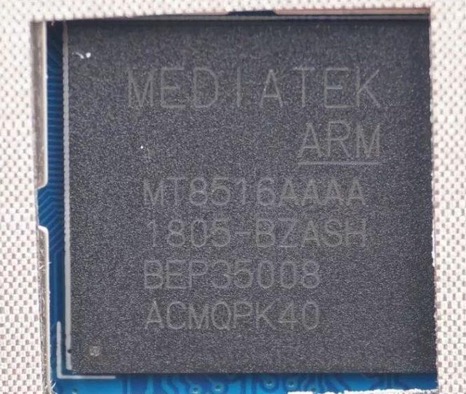 MEDIATEK
ARM
MT8516AAAA
1805-BZASH
BEP35008
ACMQPK40